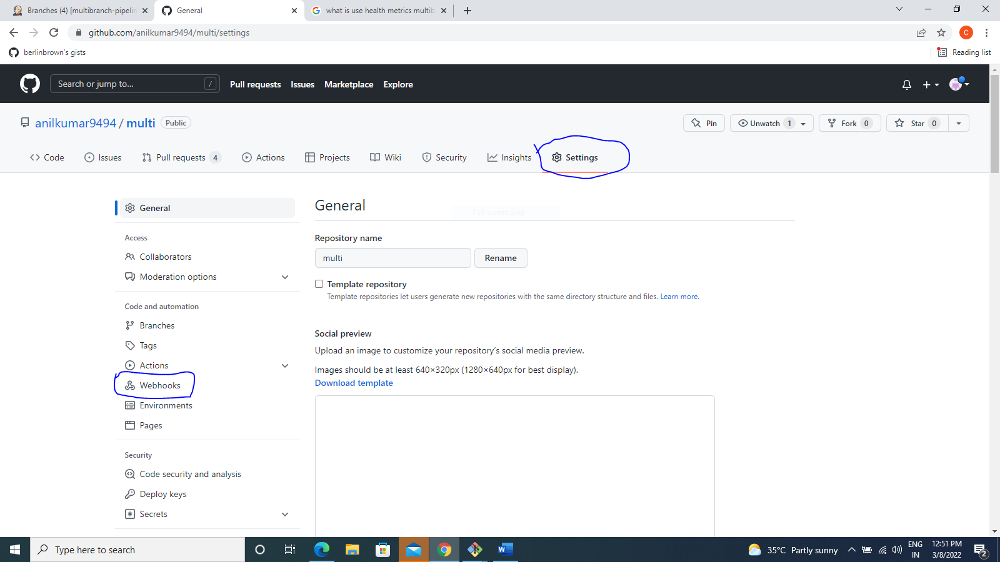 Branches (4) [multibranch-pipelin
General
what is use health metrics multib
github.com/anilkumar9494/multi/settings
C
berlinbrown's gists
Reading list
Search or jump to...
/
Pull requests
Issues
Marketplace
Explore
anilkumar9494 / multi
Public
Pin
Unwatch 1
Fork 0
Star 0
Code
Issues
Pull requests 4
Actions
Projects
Wiki
Security
Insights
Settings
General
Access
Collaborators
Moderation options
Code and automation
Branches
Tags
Actions
Webhooks
Environments
Pages
Security
Code security and analysis
Deploy keys
Secrets
General
Full-screen Snip
Repository name
multi
Rename
Template repository
Template repositories let users generate new repositories with the same directory structure and files. Learn more.
Social preview
Upload an image to customize your repository's social media preview.
Images should be at least 640×320px (1280×640px for best display).
Download template
Type here to search
35°C Partly sunny
ENG
IN
12:51 PM
3/8/2022
2